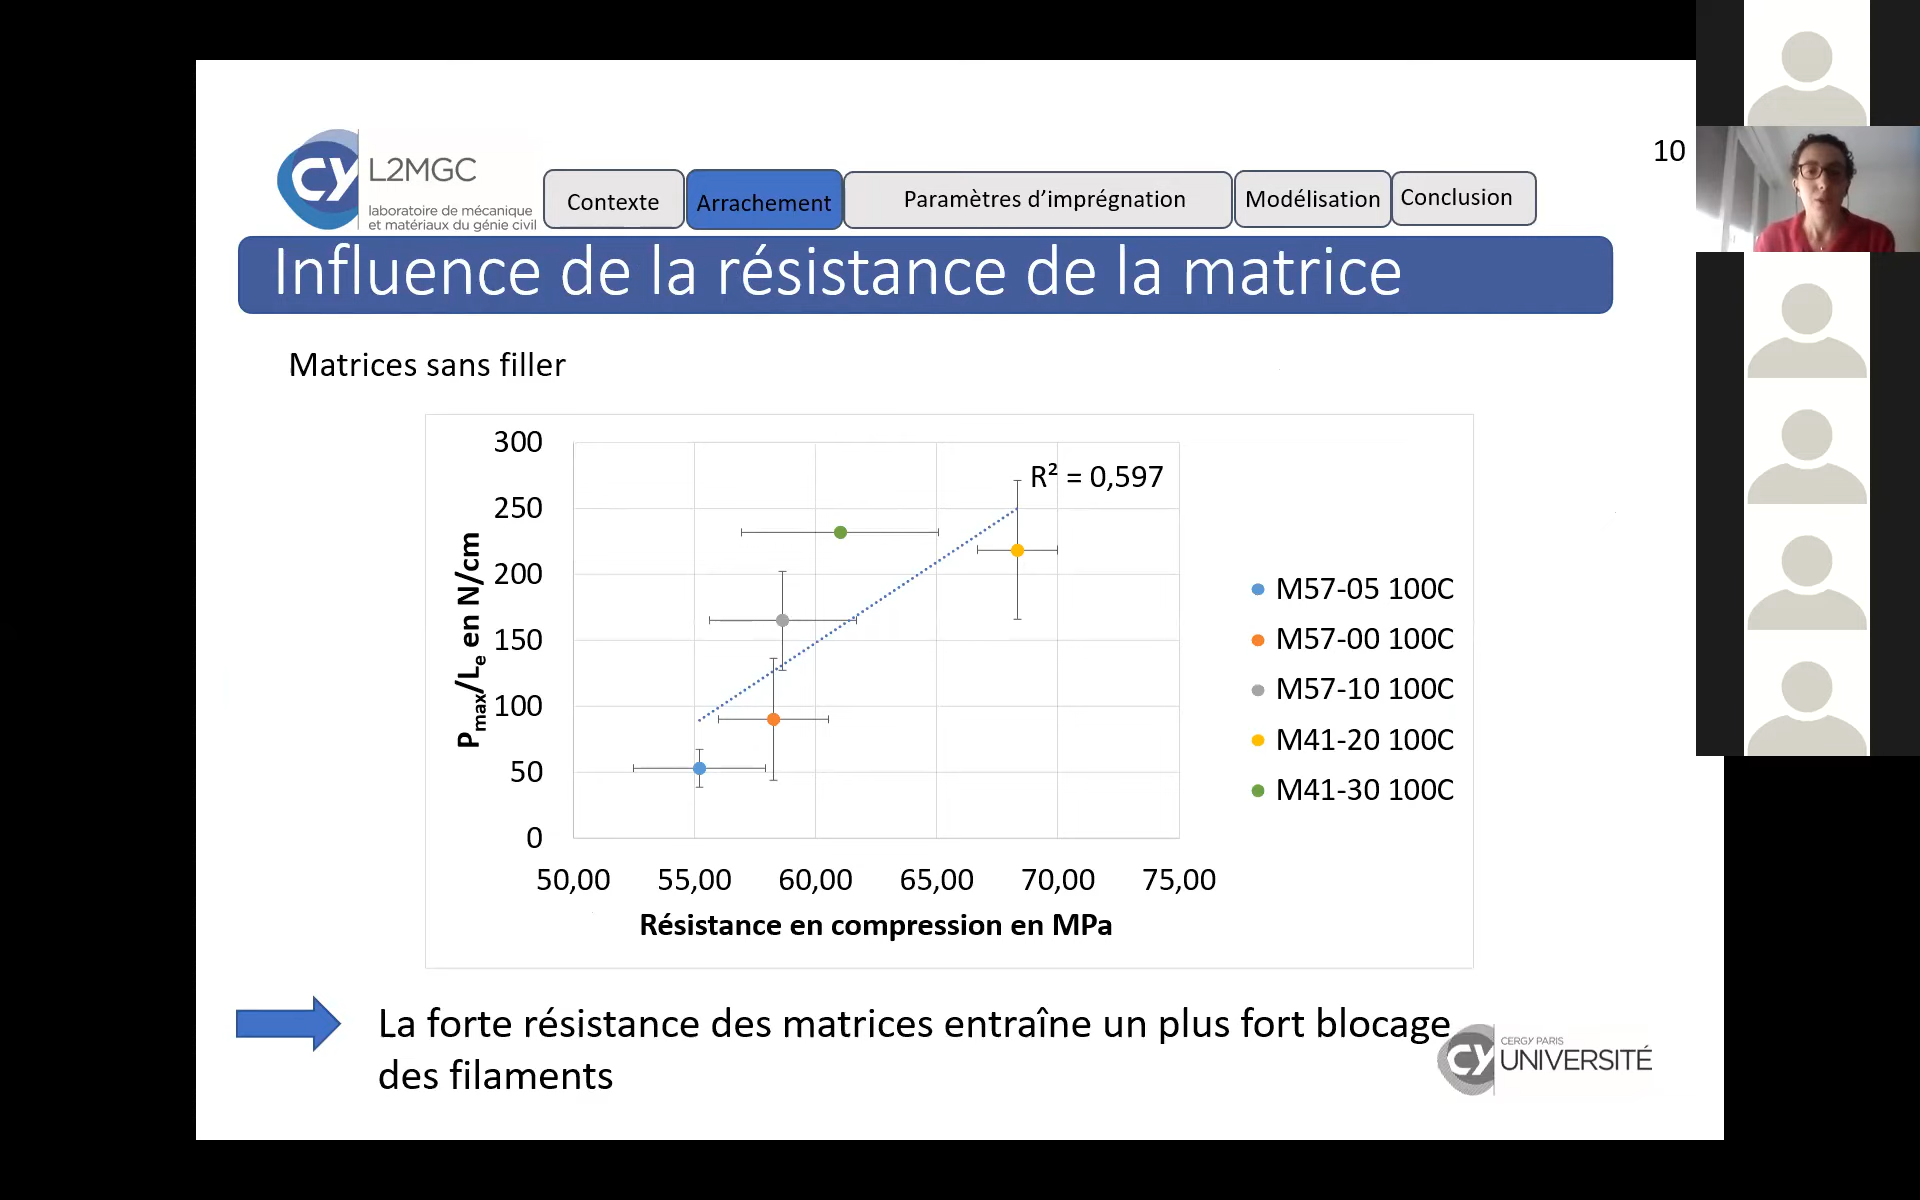 10
CY
L2MGC
laboratoire de mécanique
et matériaux du génie civil
Contexte
Arrachement
Paramètres d’imprégnation
Modélisation
Conclusion
Influence de la résistance de la matrice
Matrices sans filler
300
250
200
150
100
50
0
Pmax/Le en N/cm
R² = 0,597
50,00 55,00 60,00 65,00 70,00 75,00
Résistance en compression en MPa
M57-05 100C
M57-00 100C
M57-10 100C
M41-20 100C
M41-30 100C
La forte résistance des matrices entraîne un plus fort blocage
des filaments
CY
CERGY PARIS
UNIVERSITÉ